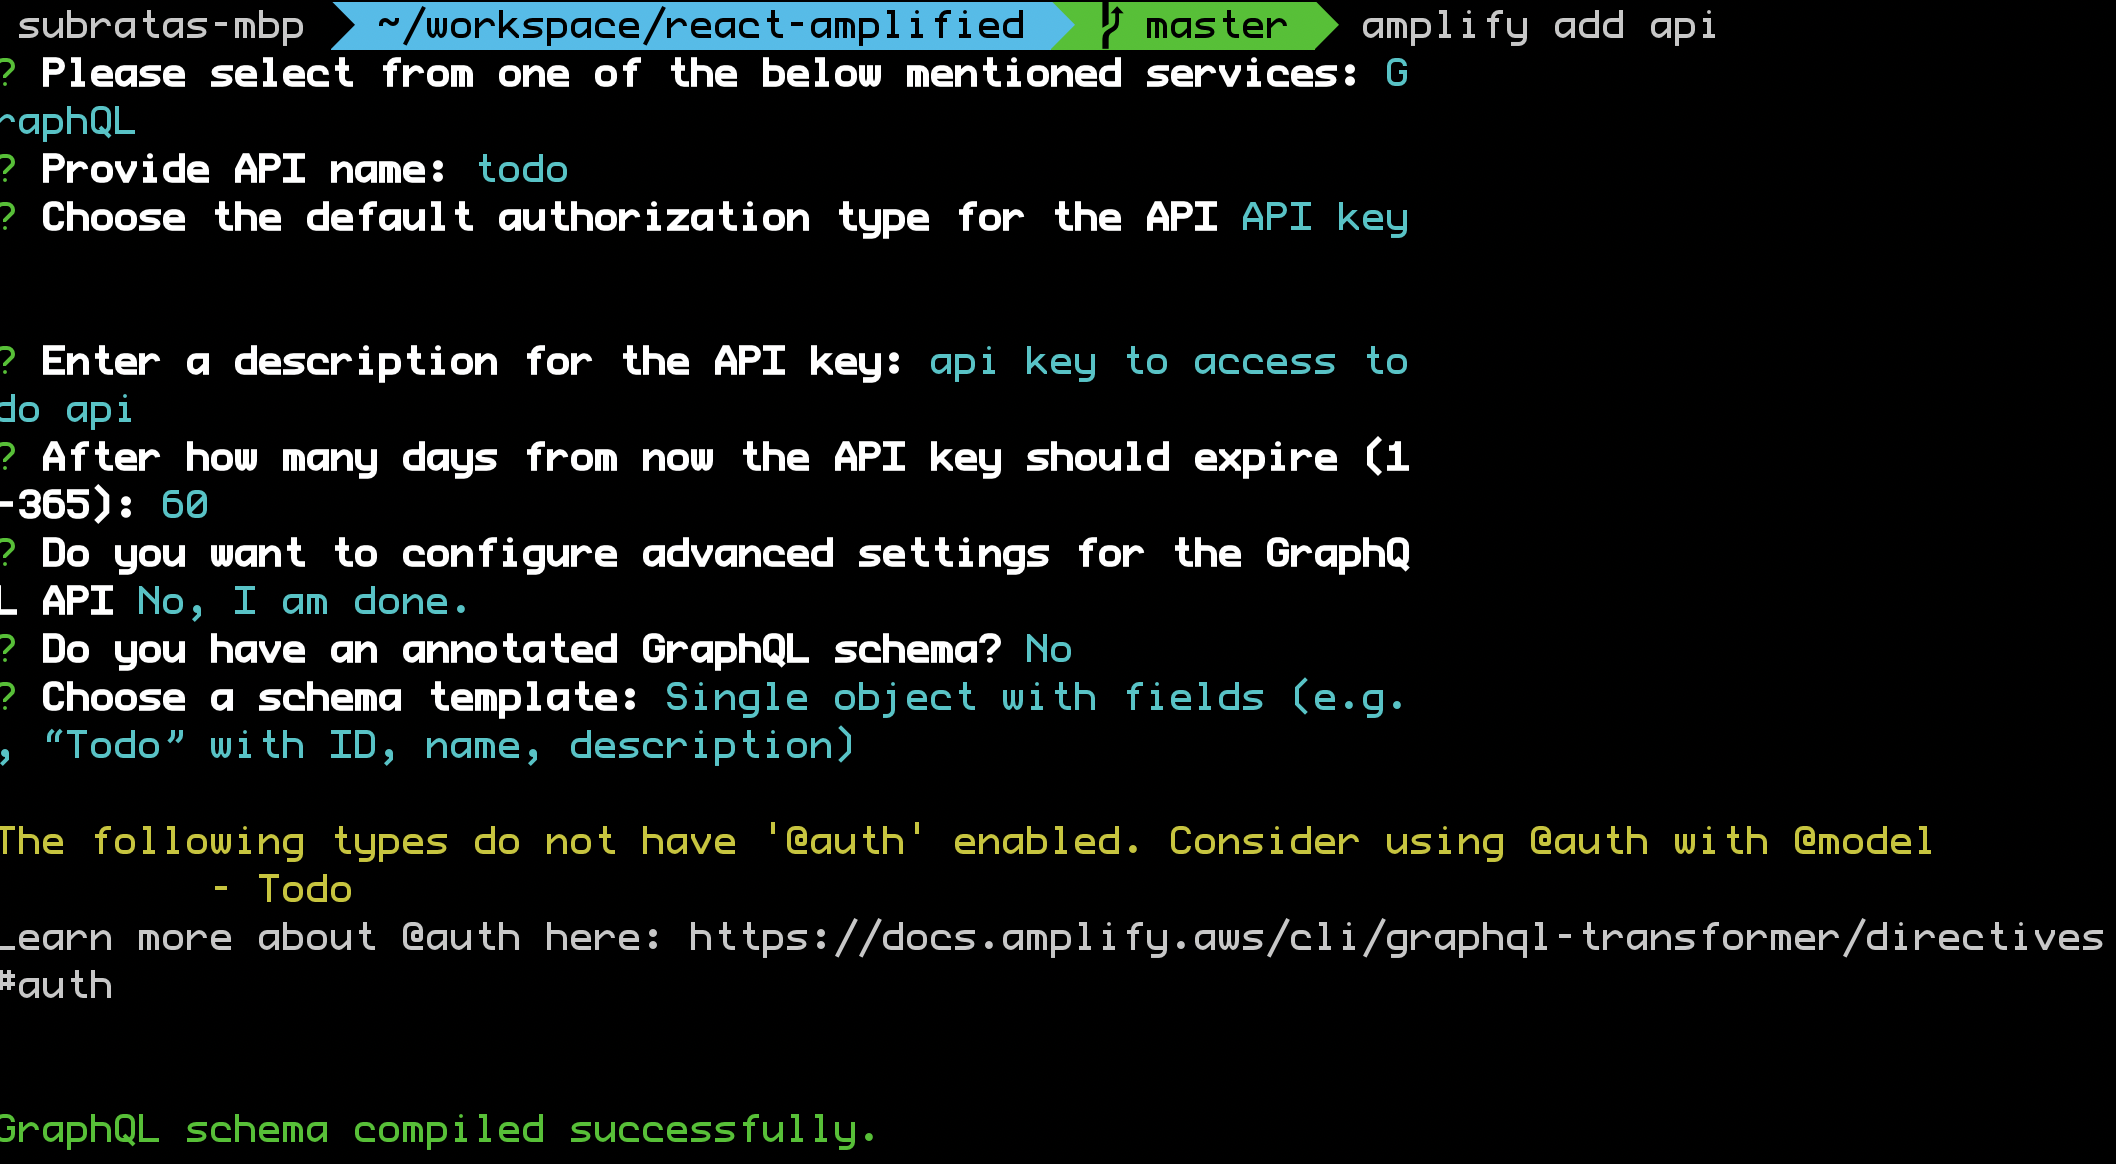 subratas-mbp ~/workspace/react-amplified master amplify add api
? Please select from one of the below mentioned services: G
raphQL
? Provide API name: todo
? Choose the default authorization type for the API API key
? Enter a description for the API key: api key to access to
do api
? After how many days from now the API key should expire (1
-365): 60
? Do you want to configure advanced settings for the GraphQ
L API No, I am done.
? Do you have an annotated GraphQL schema? No
? Choose a schema template: Single object with fields (e.g.
, “Todo” with ID, name, description)
The following types do not have '@auth' enabled. Consider using @auth with @model
- Todo
Learn more about @auth here: https://docs.amplify.aws/cli/graphql-transformer/directives
#auth
GraphQL schema compiled successfully.